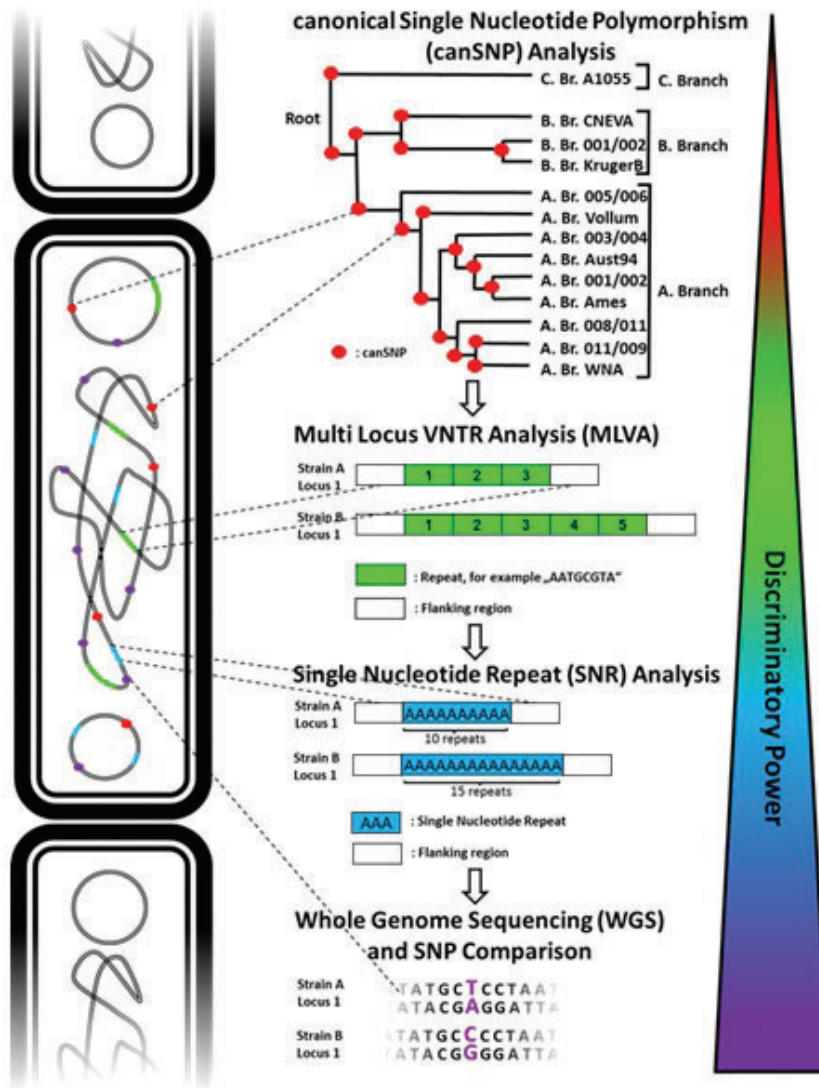 canonical Single Nucleotide Polymorphism
(canSNP) Analysis
C. Br. A1055
C. Branch
Root
B. Br. CNEVA
B. Br. 001/002
B. Br. KrugerB
B. Branch
A. Br. 005/006
A. Br. Vollum
A. Br. 003/004
A. Br. Aust94
A. Br. 001/002
A. Br. Ames
A. Br. 008/011
A. Br. 011/009
A. Br. WNA
A. Branch
: canSNP
Multi Locus VNTR Analysis (MLVA)
Strain A
Locus 1
1 2 3
Strain B
Locus 1
1 2 3 4 5
: Repeat, for example „AATGCGTA“
: Flanking region
Single Nucleotide Repeat (SNR) Analysis
Strain A
Locus 1
AAAAAAAAAA
10 repeats
Strain B
Locus 1
AAAAAAAAAAAAAAA
15 repeats
AAA : Single Nucleotide Repeat
: Flanking region
Whole Genome Sequencing (WGS)
and SNP Comparison
Strain A
Locus 1
TATGCTCCTAAT
ATACGAGGATTA
Strain B
Locus 1
TATGCCCCTAAT
ATACGGGGATTA
Discriminatory Power